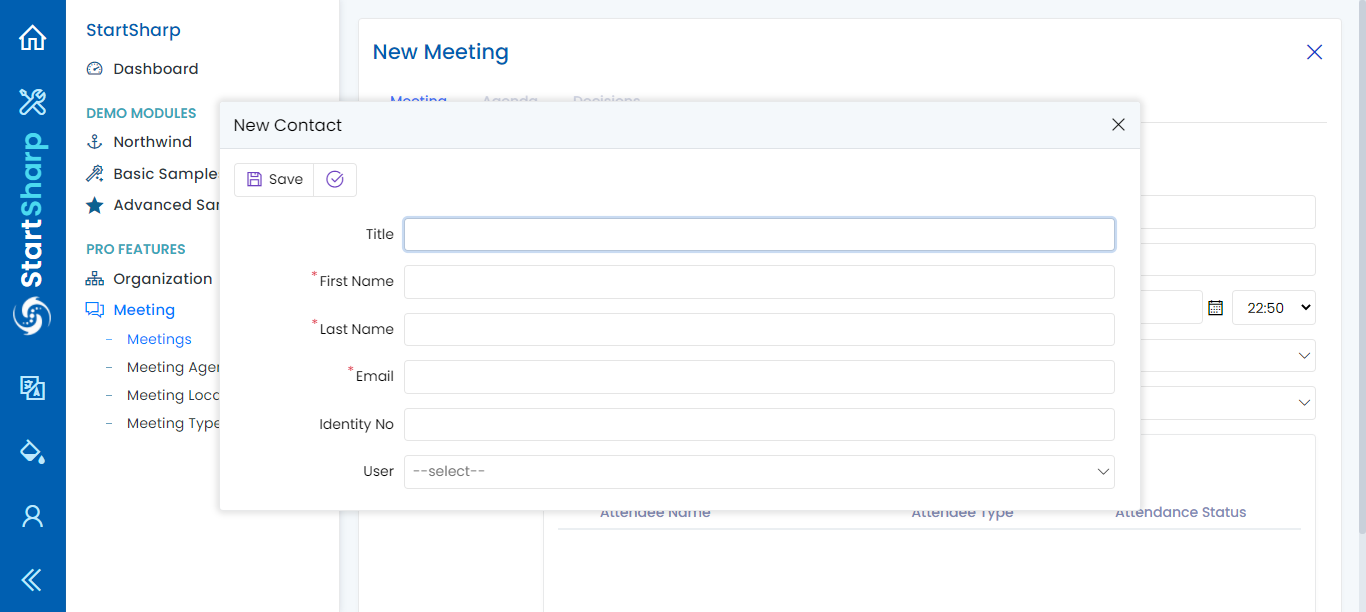 StartSharp
StartSharp
Dashboard
DEMO MODULES
Northwind
Basic Sample
Advanced Sa
PRO FEATURES
Organization
Meeting
- Meetings
- Meeting Age
- Meeting Loc
- Meeting Type
New Meeting
Meeting Agenda Decisions
New Contact
Save
Title
* First Name
* Last Name
* Email
Identity No
User --select--
22:50
Attendee Name Attendee Type Attendance Status